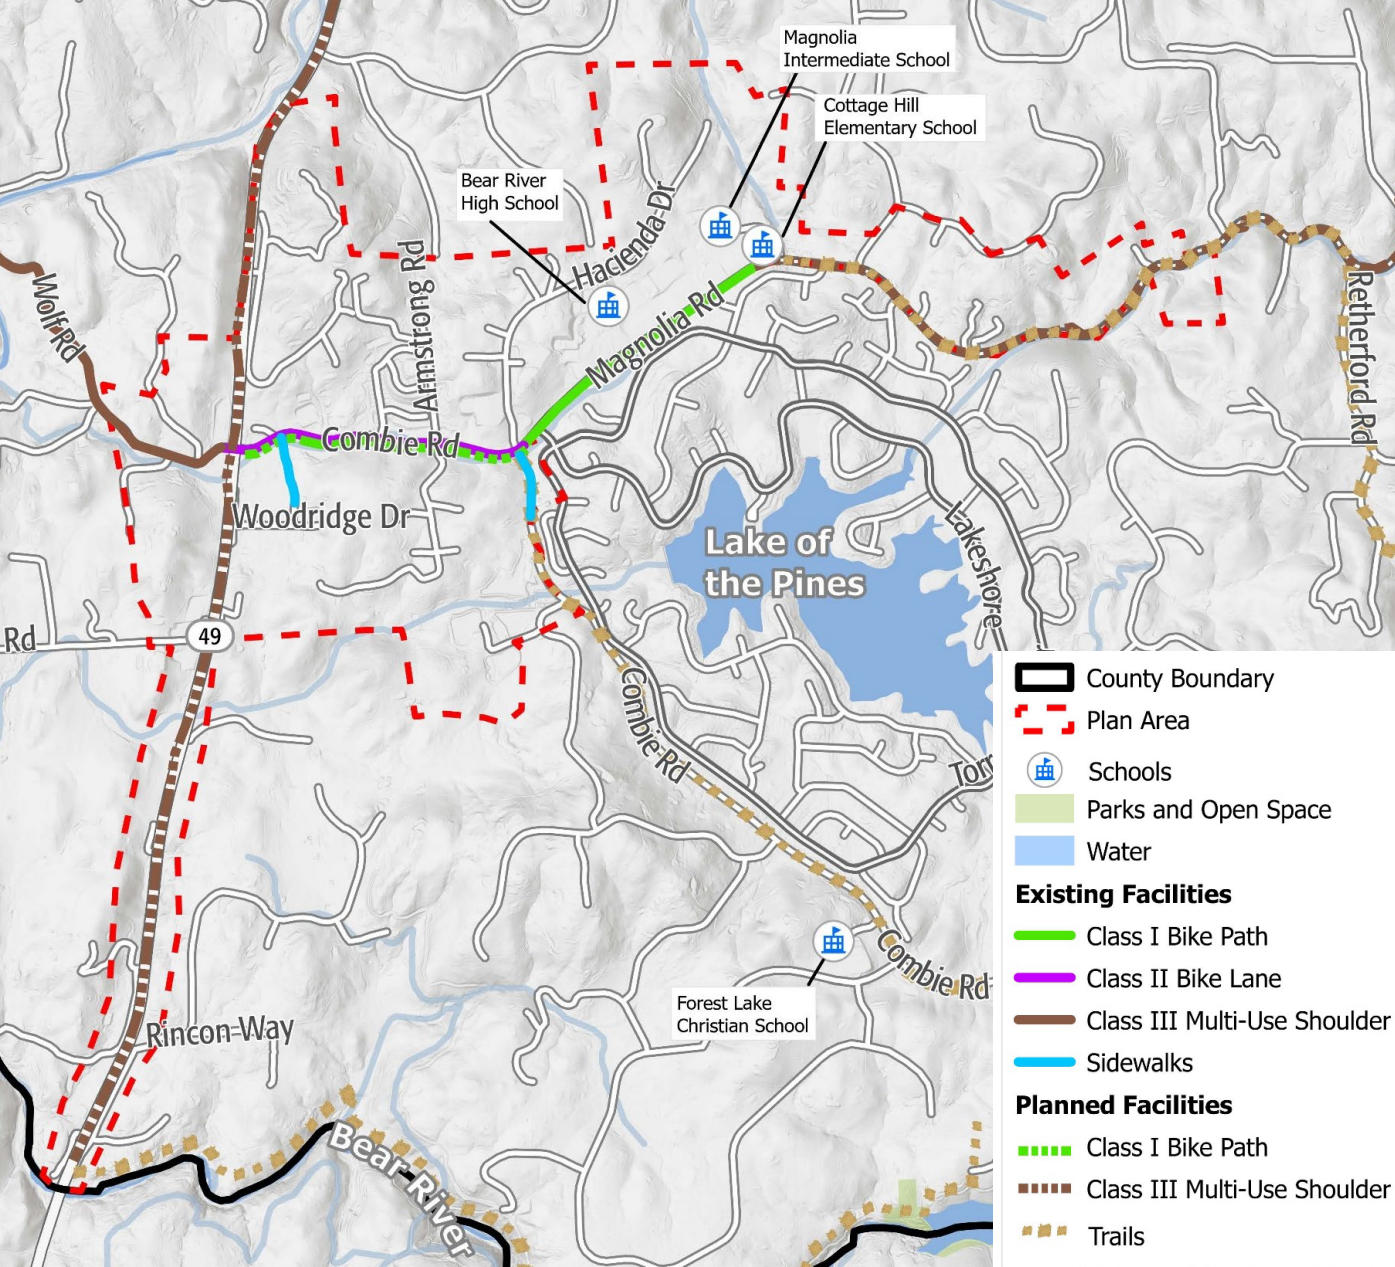 Magnolia
Intermediate School
Cottage Hill
Elementary School
Bear River
High School
Hacienda Dr
Wolf Rd
Armstrong Rd
Magnolia Rd
Retherford Rd
Combie Rd
Woodridge Dr
Lake of
the Pines
Lakeshore
Rd
49
Combie Rd
Torr
Combie Rd
Forest Lake
Christian School
Rincon Way
Bear River
County Boundary
Plan Area
Schools
Parks and Open Space
Water
Existing Facilities
Class I Bike Path
Class II Bike Lane
Class III Multi-Use Shoulder
Sidewalks
Planned Facilities
Class I Bike Path
Class III Multi-Use Shoulder
Trails